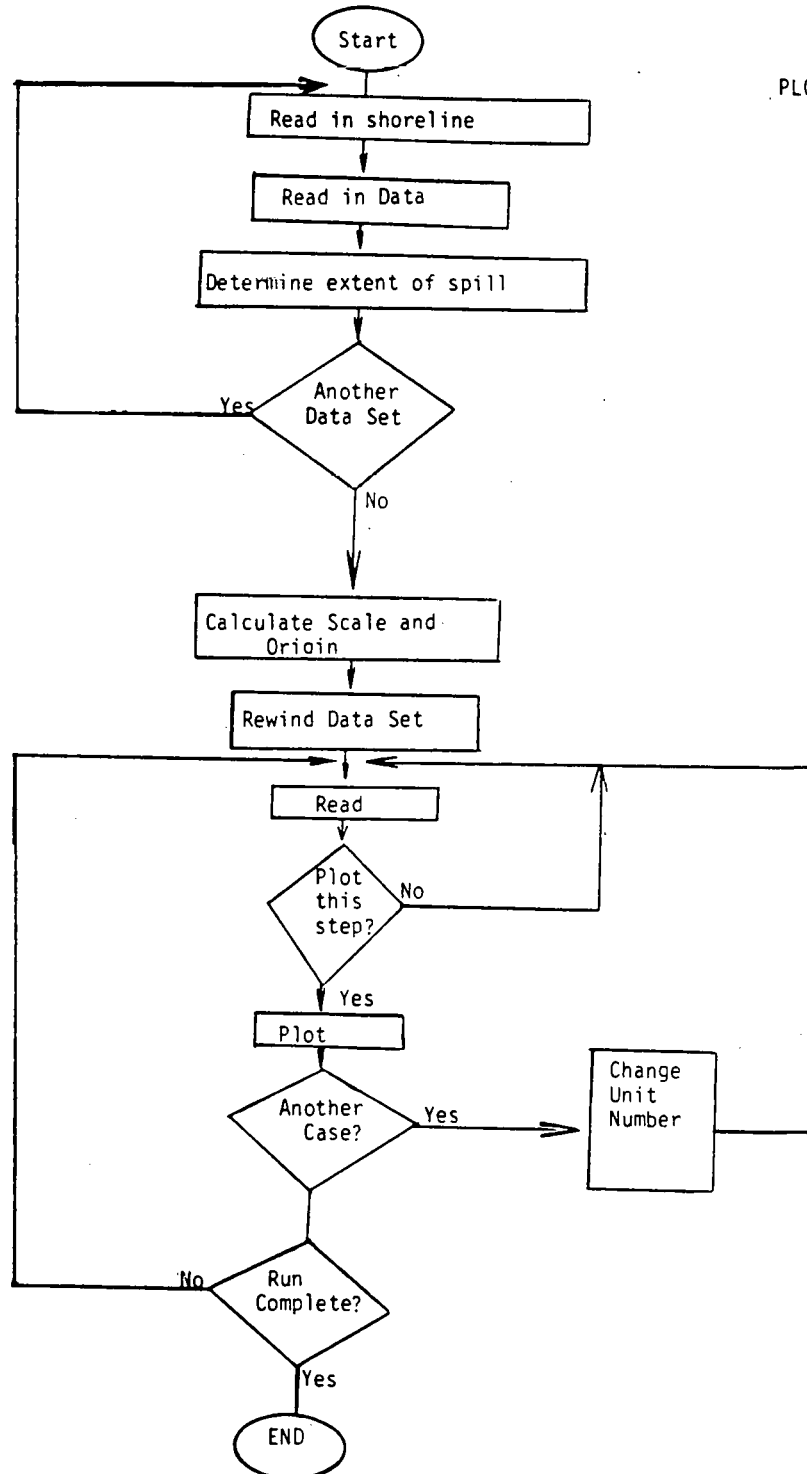 Start
PLO
Read in shoreline
Read in Data
Determine extent of spill
Another
Data Set
Yes
No
Calculate Scale and
Origin
Rewind Data Set
Read
Plot
this
step?
No
Yes
Plot
Another
Case?
Yes
Change
Unit
Number
Run
Complete?
No
Yes
END